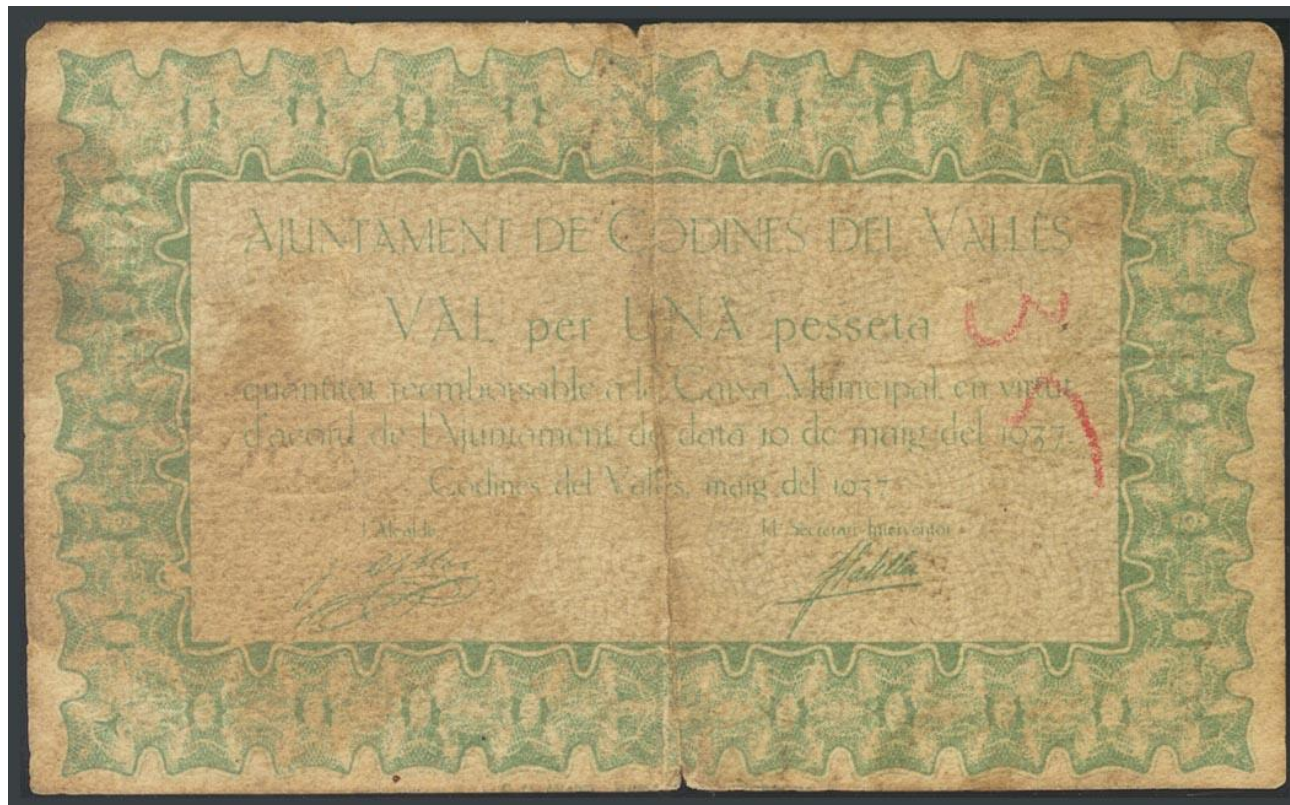 AJUNTAMENT DE CODINES DEL VALLÈS
VAL per UNA pesseta
quantitat reemborsable a la Caixa Municipal en virtut
d'acord de l'Ajuntament de data 10 de maig del 1937.
Codines del Vallès, maig del 1937
L'Alcalde
El Secretari-Interventor